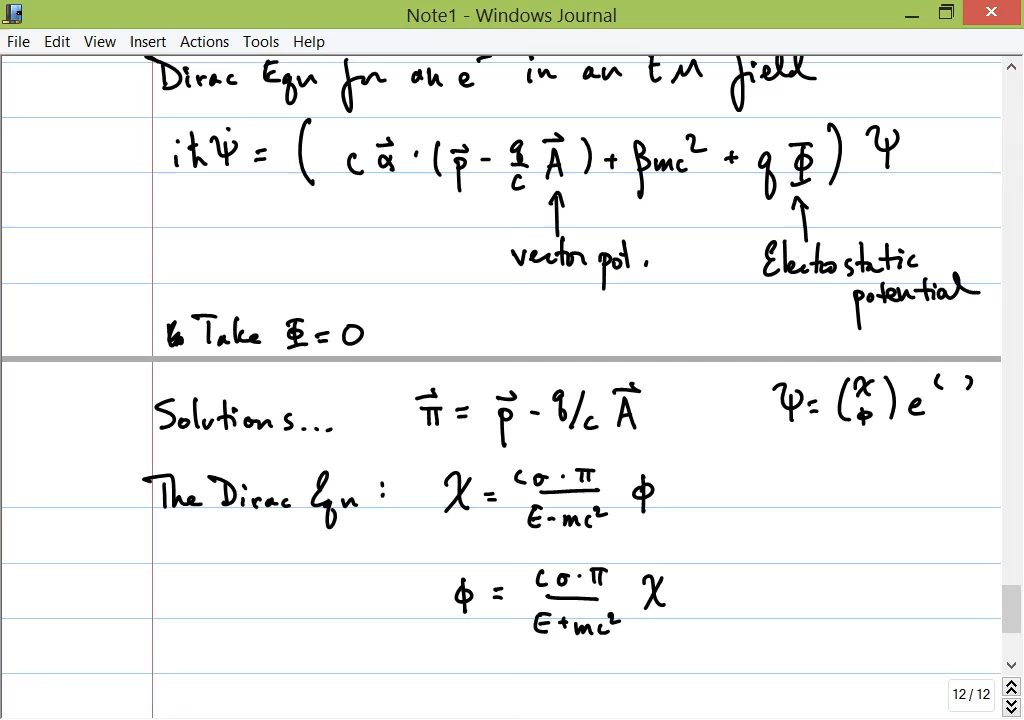 Note1 - Windows Journal
File Edit View Insert Actions Tools Help
Dirac Eqn for an e⁻ in an EM field
iħΨ̇ = ( c α⃗ · (p⃗ - q/c A⃗ ) + βmc² + q Φ ) Ψ
vector pot. Electrostatic
potential
Take Φ = 0
Solutions... π⃗ = p⃗ - q/c A⃗ Ψ = (χ ϕ) e^( )
The Dirac Eqn : χ = cσ·π / E-mc² ϕ
ϕ = cσ·π / E+mc² χ
12 / 12